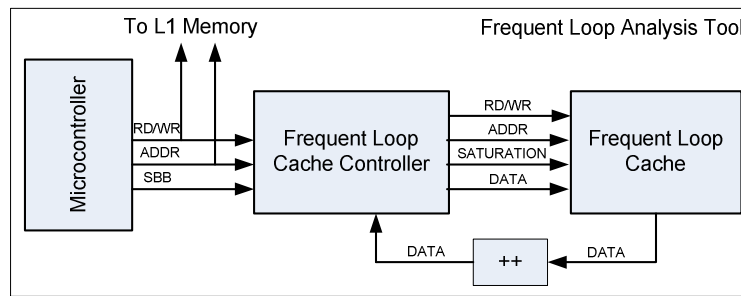 To L1 Memory
Frequent Loop Analysis Tool
Microcontroller
RD/WR
ADDR
SBB
Frequent Loop
Cache Controller
RD/WR
ADDR
SATURATION
DATA
Frequent Loop
Cache
DATA
++
DATA